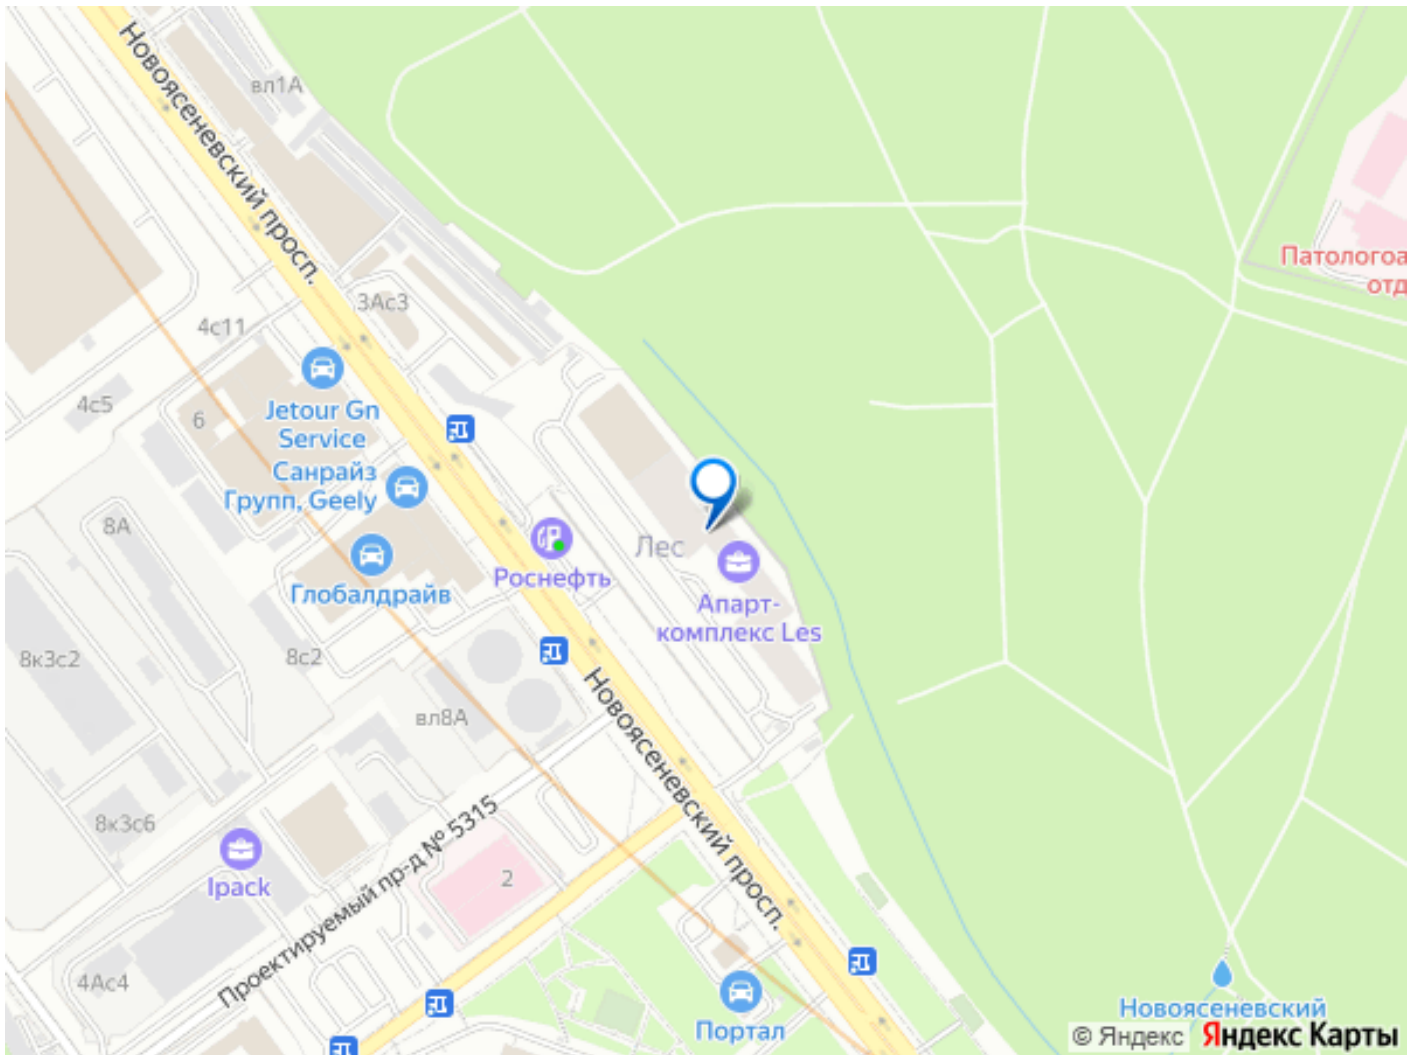 Новоясеневский просп.
вл1А
Патологоа
отд
3Ас3
4с11
4с5
6
Jetour Gn
Service
Санрайз
Групп, Geely
8А
Глобалдрайв
Роснефть
Лес
Апарт-
комплекс Les
8к3с2
8с2
вл8А
Новоясеневский просп.
8к3с6
Ipack
Проектируемый пр-д № 5315
2
4Ас4
Портал
Новоясеневский
© Яндекс Яндекс Карты